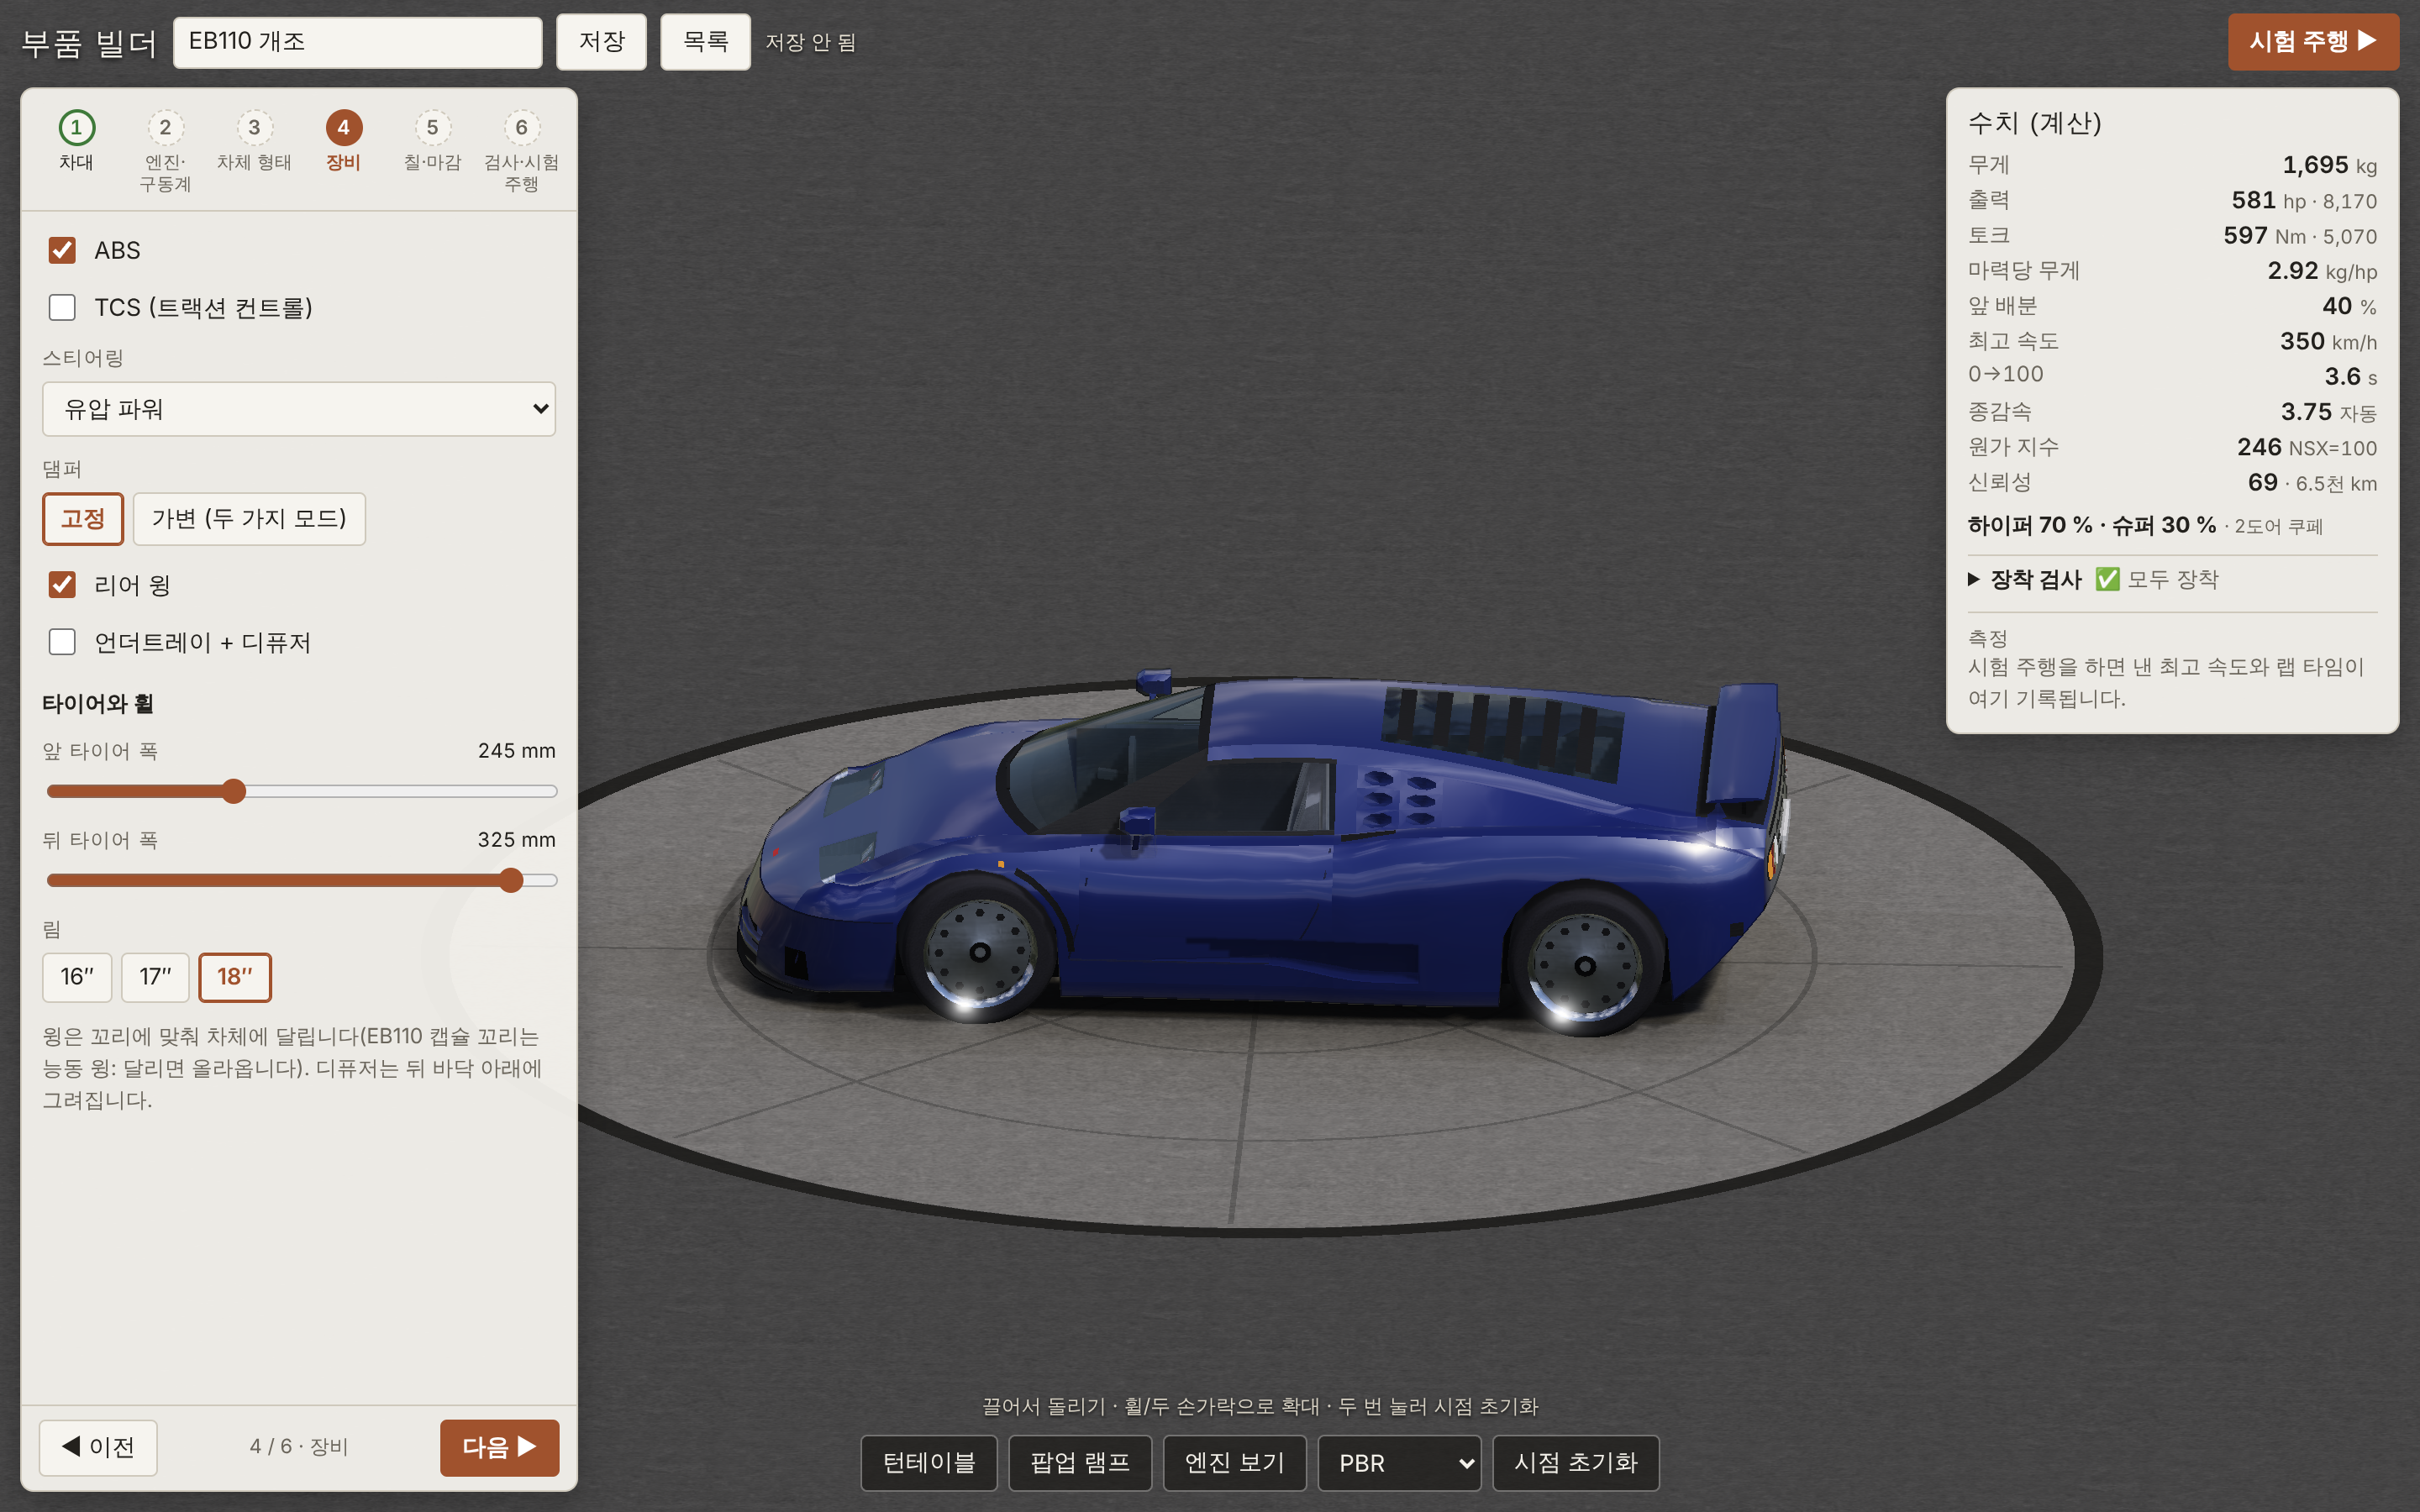 부품 빌더
EB110 개조
저장
목록
저장 안 됨
시험 주행 ▶
1
차대
2
엔진·
구동계
3
차체 형태
4
장비
5
칠·마감
6
검사·시험
주행
ABS
TCS (트랙션 컨트롤)
스티어링
유압 파워
댐퍼
고정
가변 (두 가지 모드)
리어 윙
언더트레이 + 디퓨저
타이어와 휠
앞 타이어 폭 245 mm
뒤 타이어 폭 325 mm
림
16″ 17″ 18″
윙은 꼬리에 맞춰 차체에 달립니다(EB110 캡슐 꼬리는
능동 윙: 달리면 올라옵니다). 디퓨저는 뒤 바닥 아래에
그려집니다.
◀ 이전
4 / 6 · 장비
다음 ▶
수치 (계산)
무게 1,695 kg
출력 581 hp · 8,170
토크 597 Nm · 5,070
마력당 무게 2.92 kg/hp
앞 배분 40 %
최고 속도 350 km/h
0→100 3.6 s
종감속 3.75 자동
원가 지수 246 NSX=100
신뢰성 69 · 6.5천 km
하이퍼 70 % · 슈퍼 30 % · 2도어 쿠페
▶ 장착 검사 ✅ 모두 장착
측정
시험 주행을 하면 낸 최고 속도와 랩 타임이
여기 기록됩니다.
끌어서 돌리기 · 휠/두 손가락으로 확대 · 두 번 눌러 시점 초기화
턴테이블
팝업 램프
엔진 보기
PBR
시점 초기화